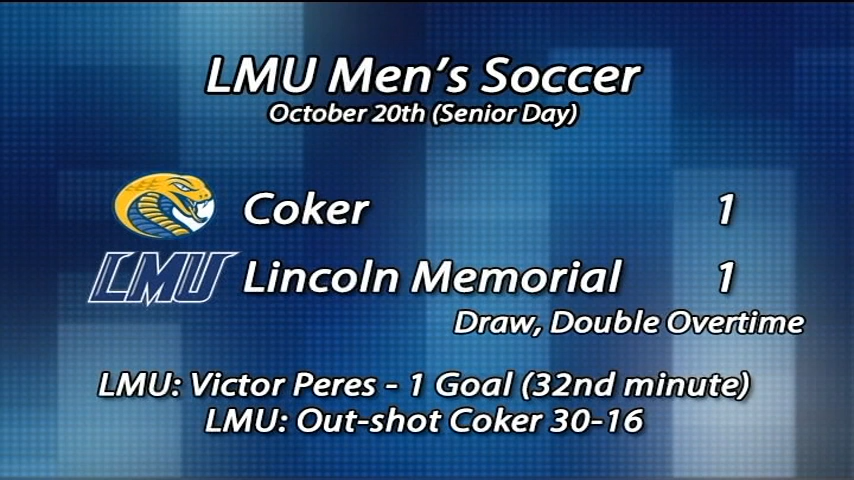 LMU Men's Soccer
October 20th (Senior Day)
Coker 1
LMU Lincoln Memorial 1
Draw, Double Overtime
LMU: Victor Peres - 1 Goal (32nd minute)
LMU: Out-shot Coker 30-16